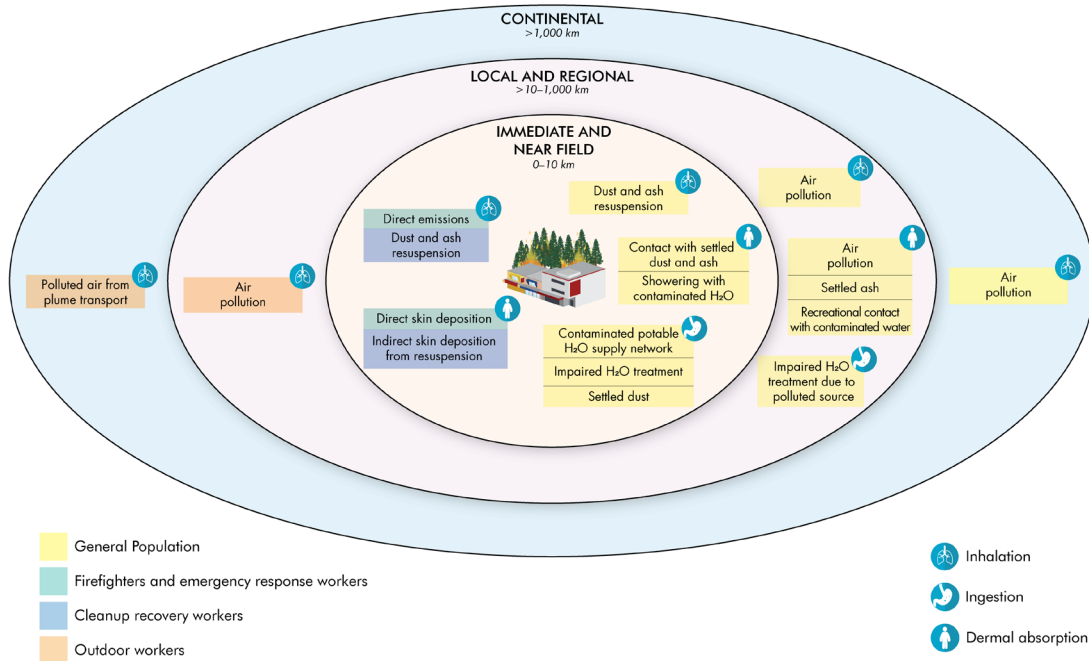 CONTINENTAL
>1,000 km
LOCAL AND REGIONAL
>10–1,000 km
IMMEDIATE AND
NEAR FIELD
0–10 km
Direct emissions
Dust and ash
resuspension
Direct skin deposition
Indirect skin deposition
from resuspension
Dust and ash
resuspension
Contact with settled
dust and ash
Showering with
contaminated H₂O
Contaminated potable
H₂O supply network
Impaired H₂O treatment
Settled dust
Polluted air from
plume transport
Air
pollution
Air
pollution
Air
pollution
Settled ash
Recreational contact
with contaminated water
Impaired H₂O
treatment due to
polluted source
Air
pollution
General Population
Firefighters and emergency response workers
Cleanup recovery workers
Outdoor workers
Inhalation
Ingestion
Dermal absorption